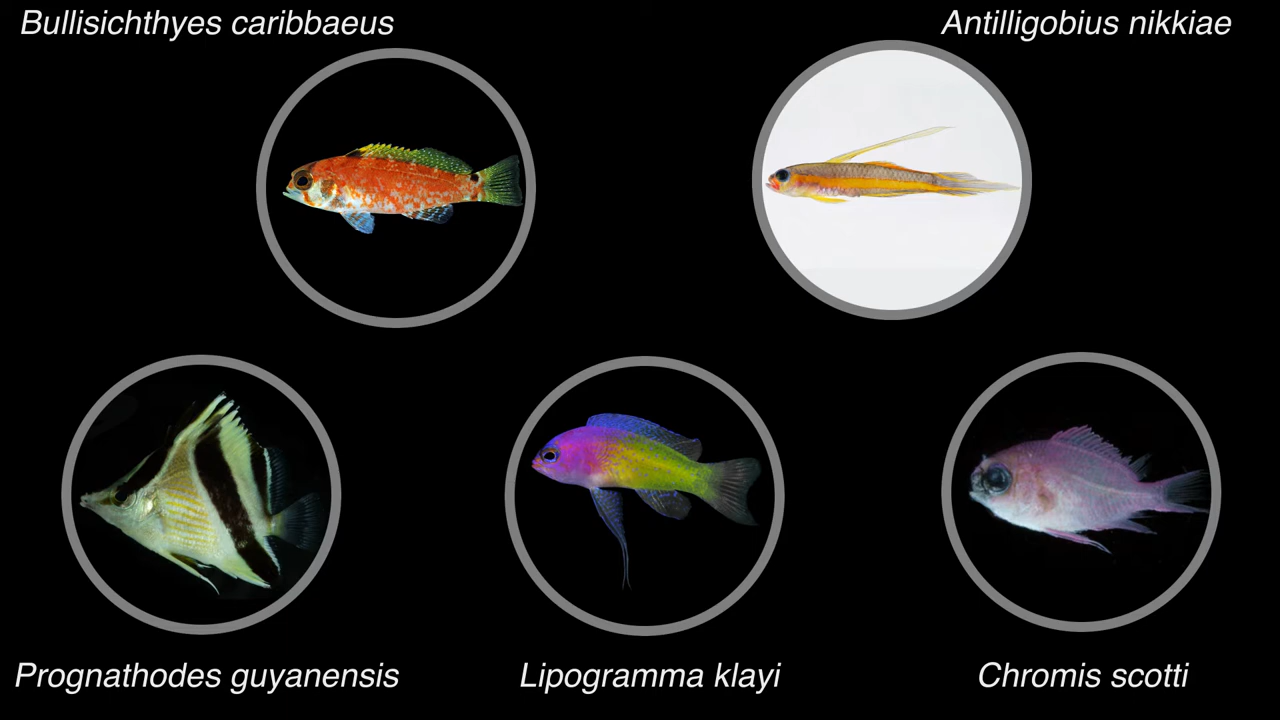 Bullisichthyes caribbaeus
Antilligobius nikkiae
Prognathodes guyanensis
Lipogramma klayi
Chromis scotti